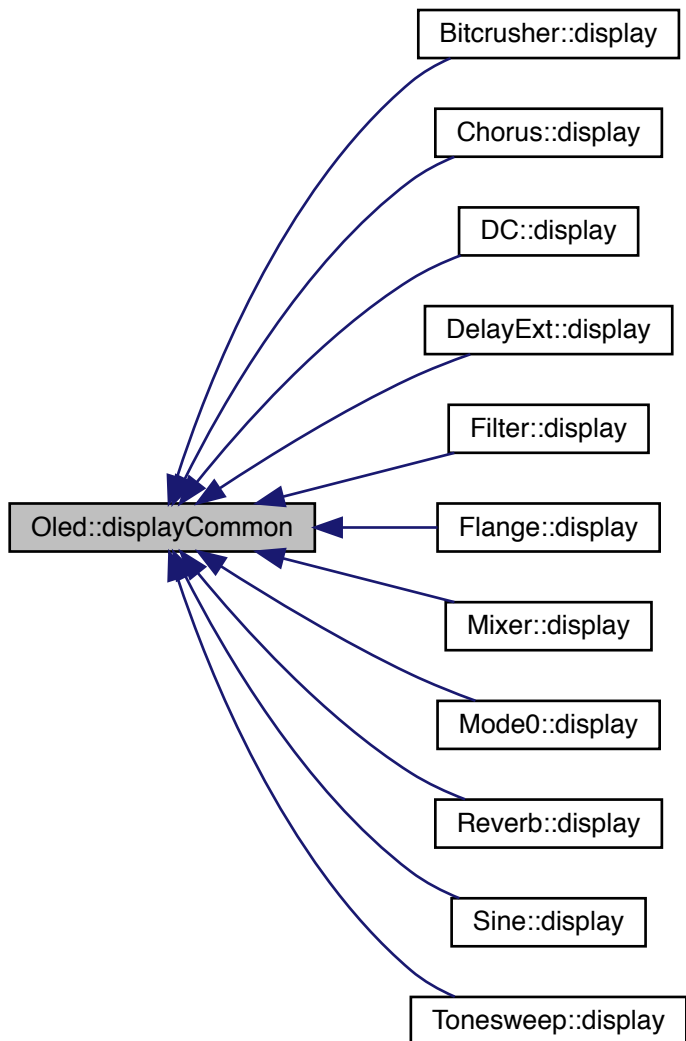 Bitcrusher::display
Chorus::display
DC::display
DelayExt::display
Filter::display
Oled::displayCommon
Flange::display
Mixer::display
Mode0::display
Reverb::display
Sine::display
Tonesweep::display